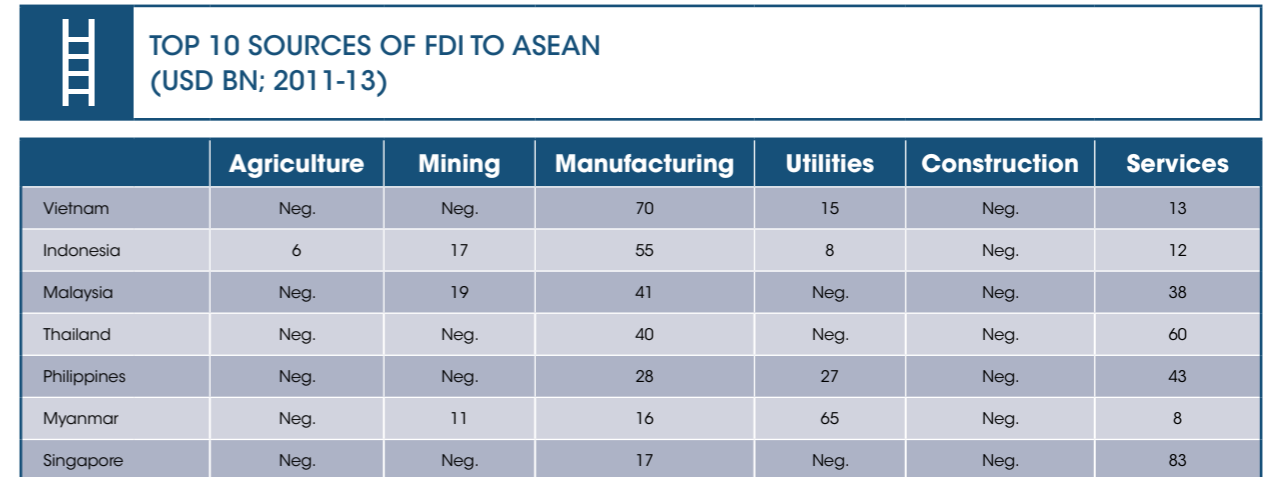 TOP 10 SOURCES OF FDI TO ASEAN
(USD BN; 2011-13)
Agriculture Mining Manufacturing Utilities Construction Services
Vietnam Neg. Neg. 70 15 Neg. 13
Indonesia 6 17 55 8 Neg. 12
Malaysia Neg. 19 41 Neg. Neg. 38
Thailand Neg. Neg. 40 Neg. Neg. 60
Philippines Neg. Neg. 28 27 Neg. 43
Myanmar Neg. 11 16 65 Neg. 8
Singapore Neg. Neg. 17 Neg. Neg. 83